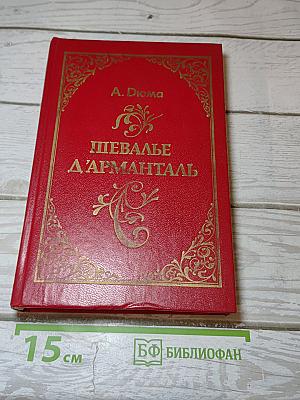 А. Дюма
ШЕВАЛЬЕ
Д'АРМАНТАЛЬ
15 см
БФ БИБЛИОФАН